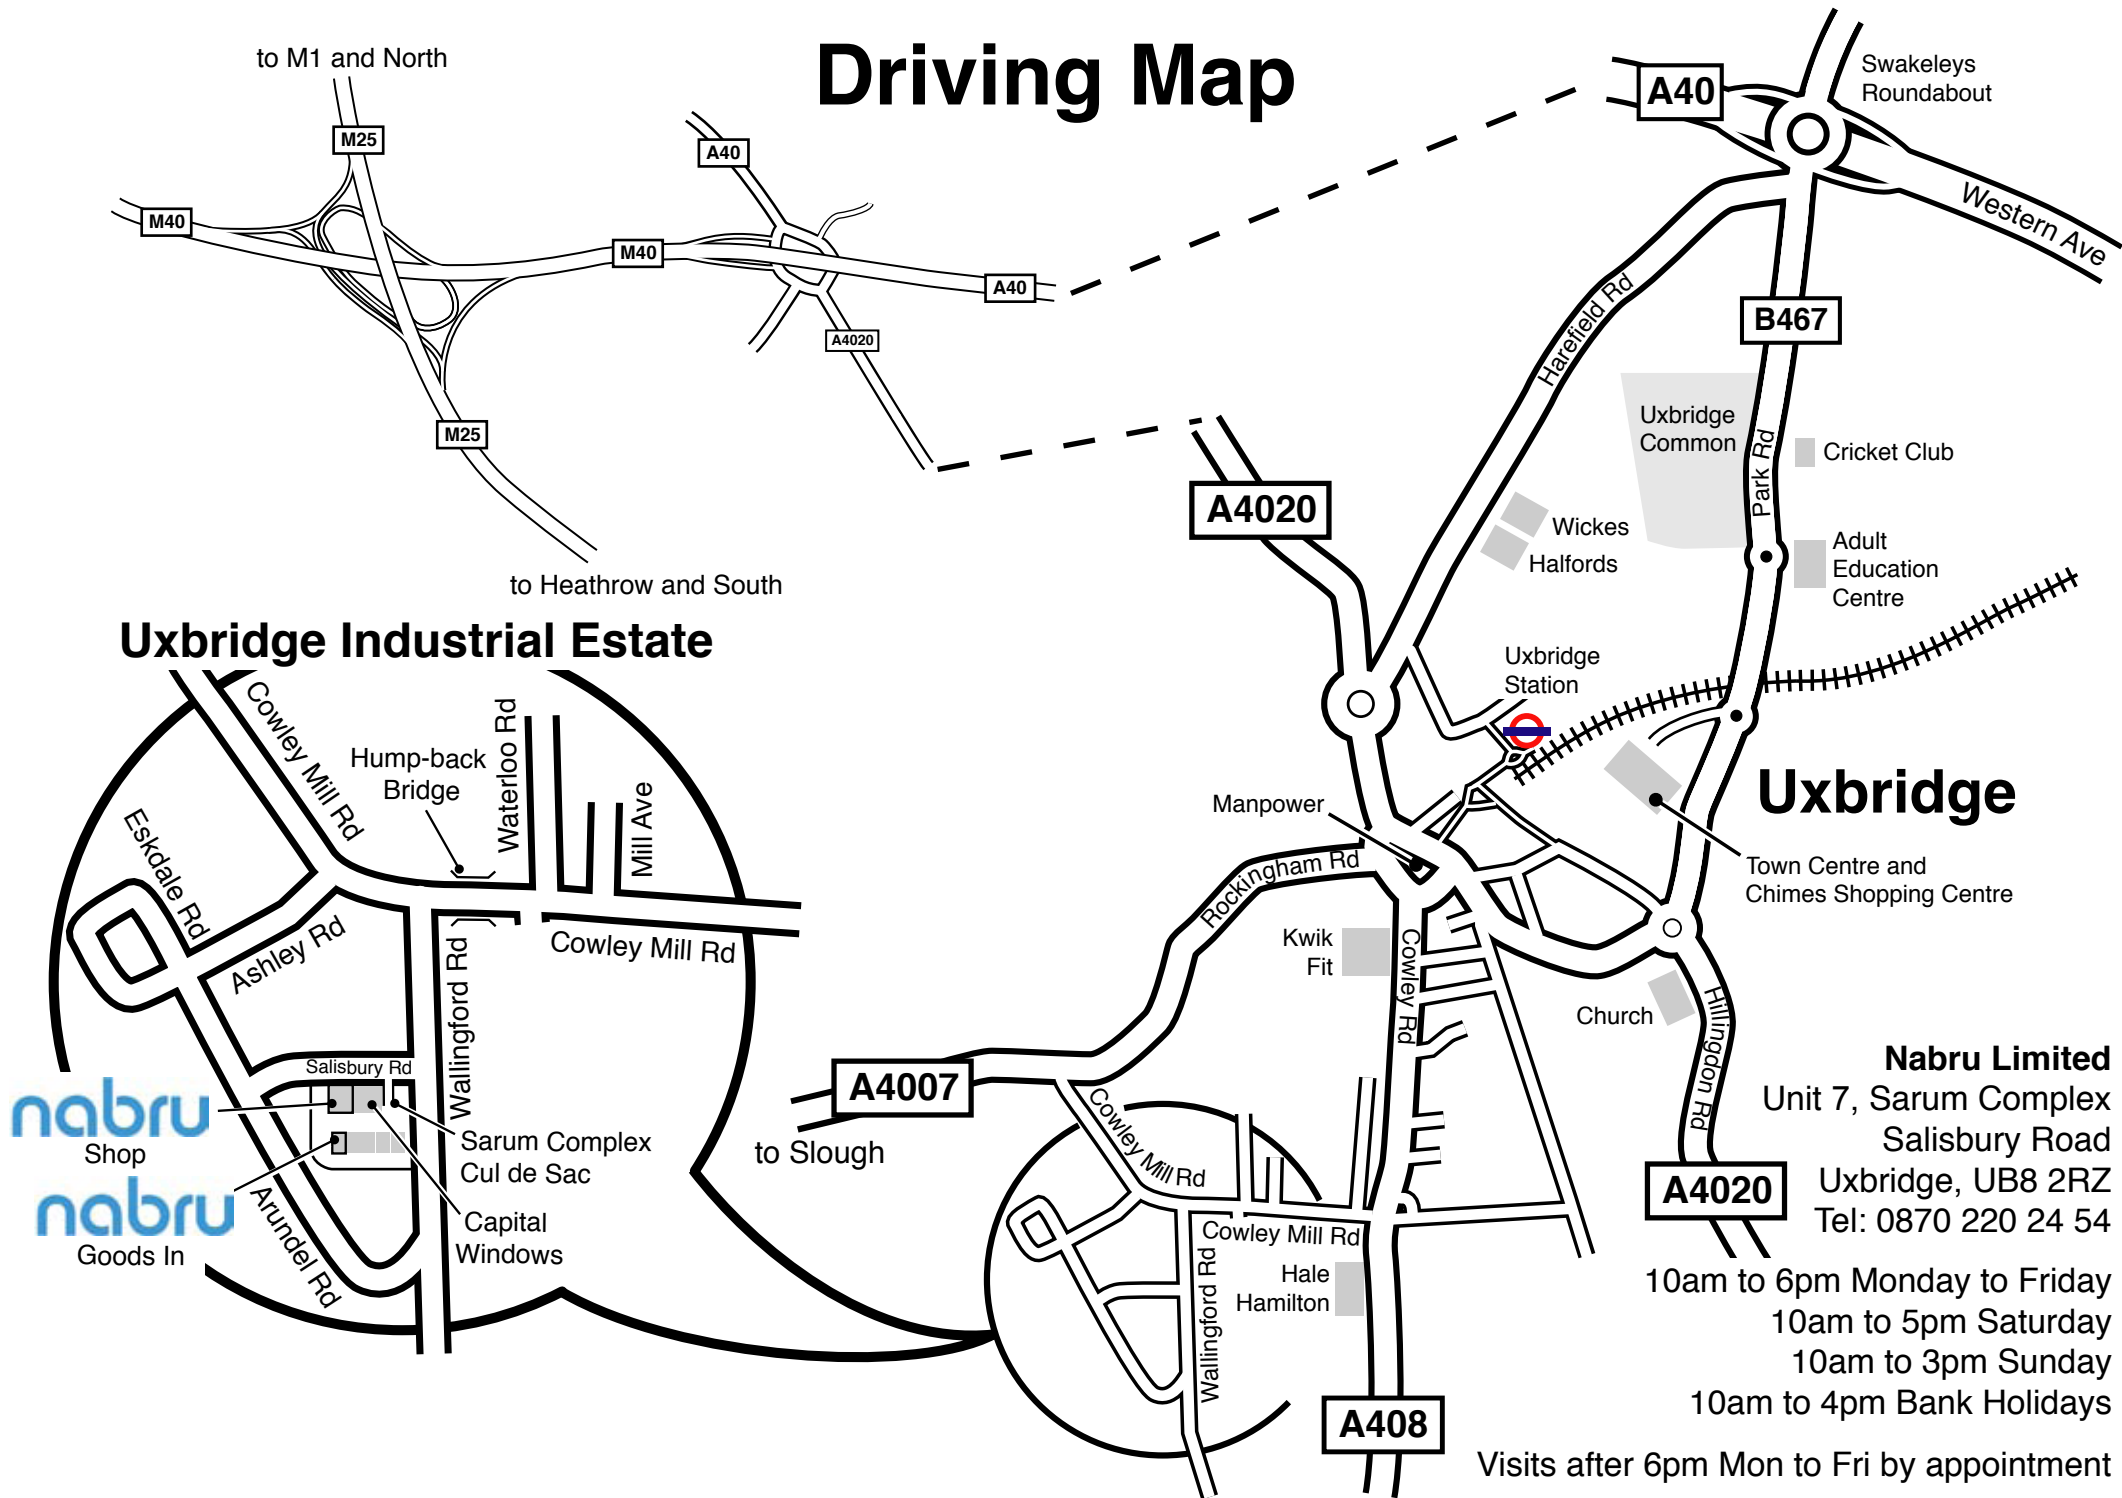 Driving Map
to M1 and North
M25
M40
M40
A40
A40
A4020
M25
to Heathrow and South
A40
Swakeleys
Roundabout
Western Ave
Harefield Rd
B467
Uxbridge
Common
Park Rd
Cricket Club
Adult
Education
Centre
A4020
Wickes
Halfords
Uxbridge
Station
Uxbridge
Manpower
Town Centre and
Chimes Shopping Centre
Rockingham Rd
Kwik
Fit
Cowley Rd
Church
Hillingdon Rd
A4007
to Slough
Cowley Mill Rd
Cowley Mill Rd
Wallingford Rd
Hale
Hamilton
A408
A4020
Uxbridge Industrial Estate
Cowley Mill Rd
Hump-back
Bridge
Waterloo Rd
Mill Ave
Eskdale Rd
Ashley Rd
Cowley Mill Rd
Wallingford Rd
Salisbury Rd
nabru
Shop
Sarum Complex
Cul de Sac
nabru
Goods In
Arundel Rd
Capital
Windows
Nabru Limited
Unit 7, Sarum Complex
Salisbury Road
Uxbridge, UB8 2RZ
Tel: 0870 220 24 54
10am to 6pm Monday to Friday
10am to 5pm Saturday
10am to 3pm Sunday
10am to 4pm Bank Holidays
Visits after 6pm Mon to Fri by appointment